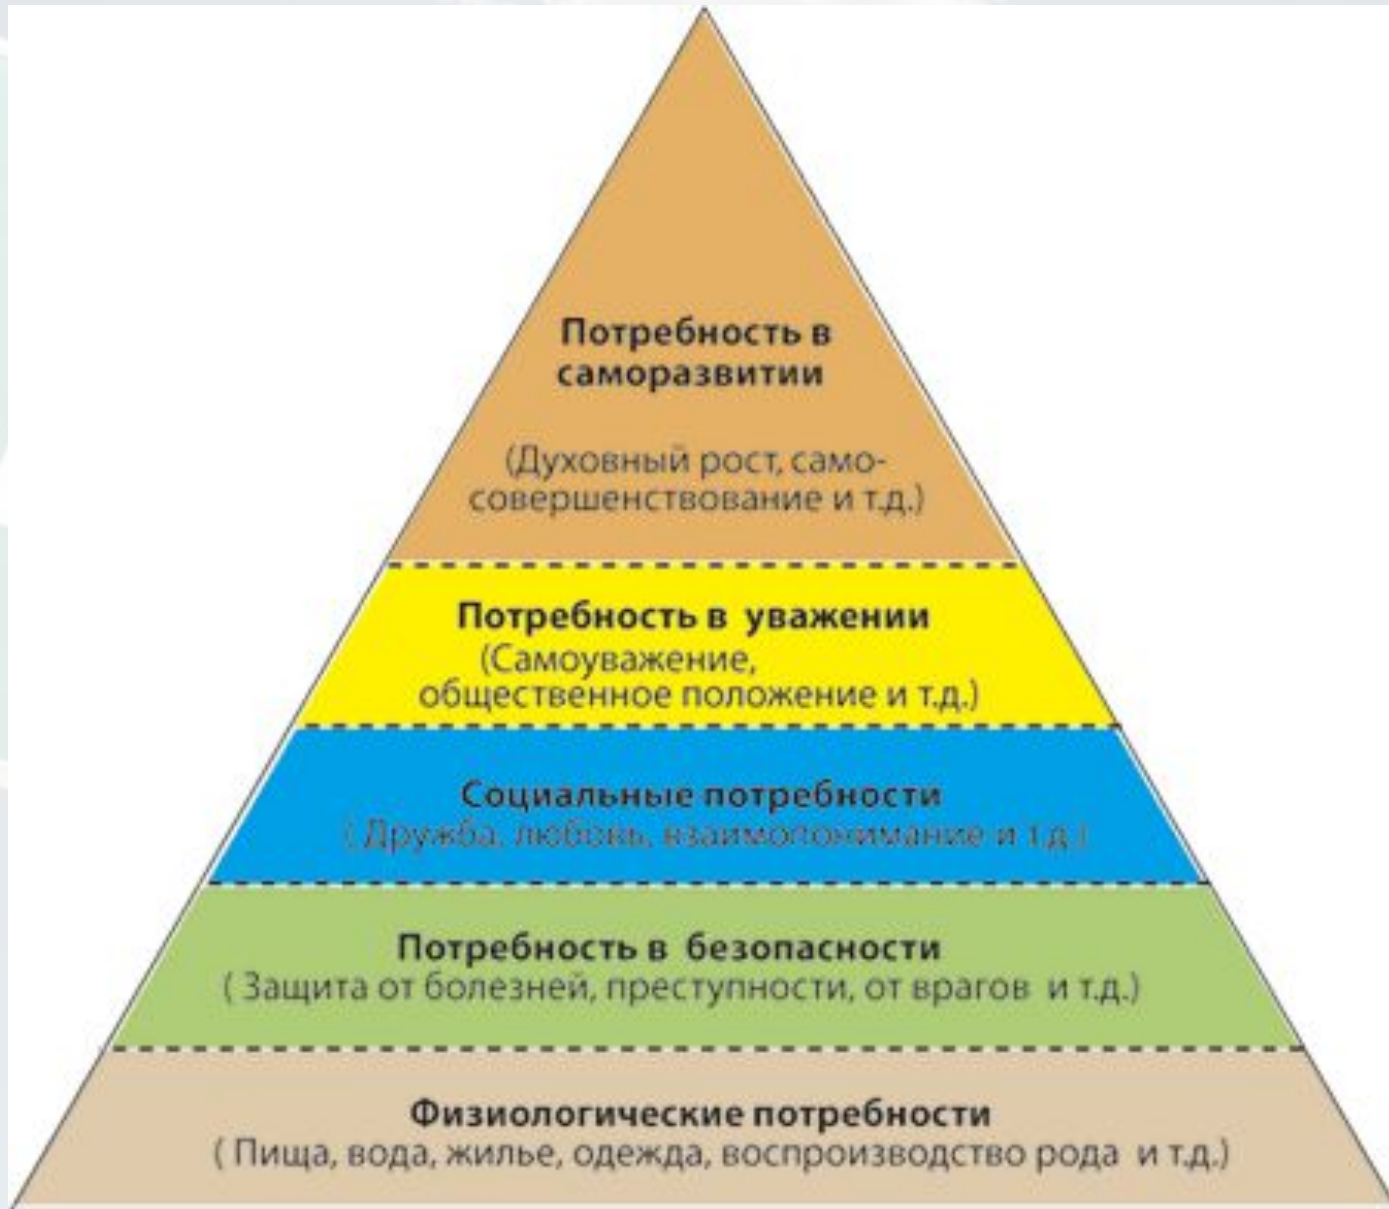 Потребность в
саморазвитии
(Духовный рост, само-
совершенствование и т.д.)
Потребность в уважении
(Самоуважение,
общественное положение и т.д.)
Социальные потребности
( Дружба, любовь, взаимопонимание и т.д.)
Потребность в безопасности
( Защита от болезней, преступности, от врагов и т.д.)
Физиологические потребности
( Пища, вода, жилье, одежда, воспроизводство рода и т.д.)